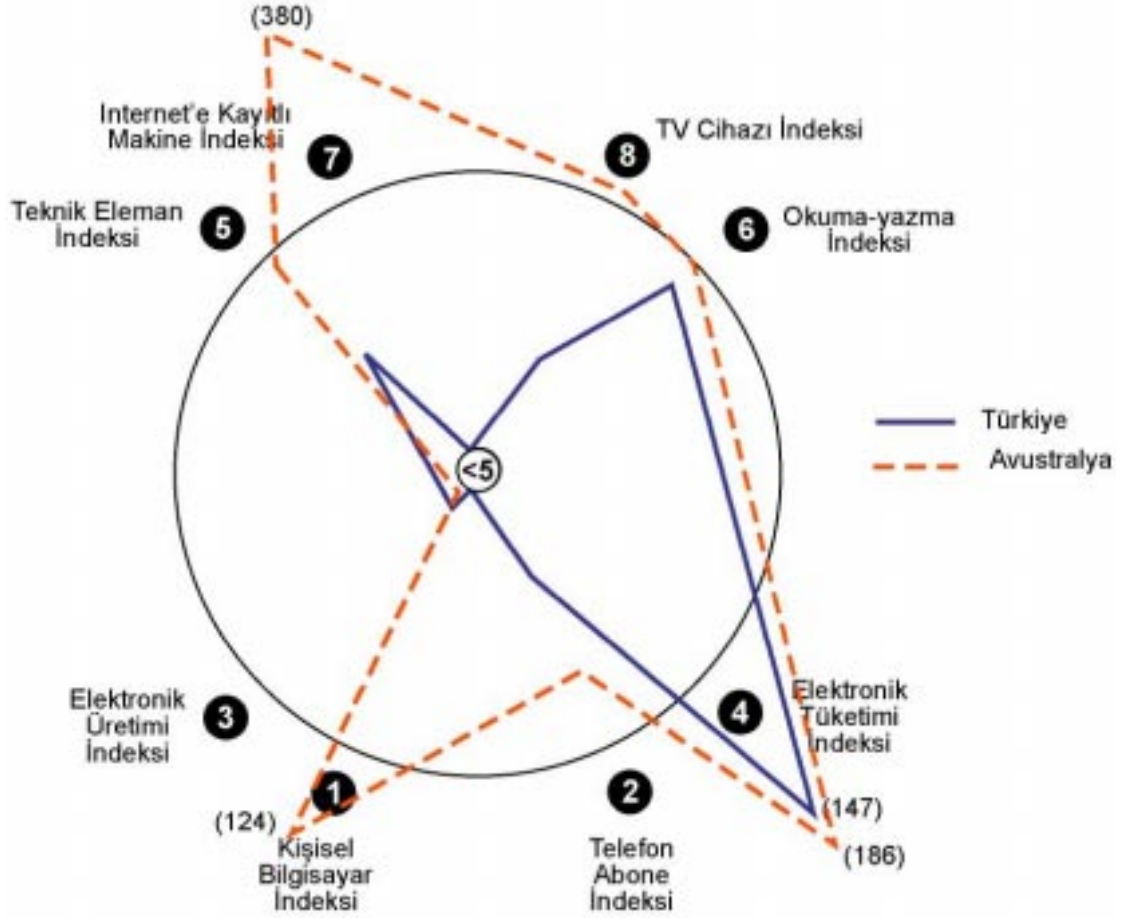 (380)
Internet'e Kayıtlı
Makine İndeksi
7
8
TV Cihazı İndeksi
Teknik Eleman
İndeksi
5
6
Okuma-yazma
İndeksi
<5
Türkiye
Avustralya
Elektronik
Üretimi
İndeksi
3
4
Elektronik
Tüketimi
İndeksi
(147)
(186)
(124)
1
Kişisel
Bilgisayar
İndeksi
2
Telefon
Abone
İndeksi